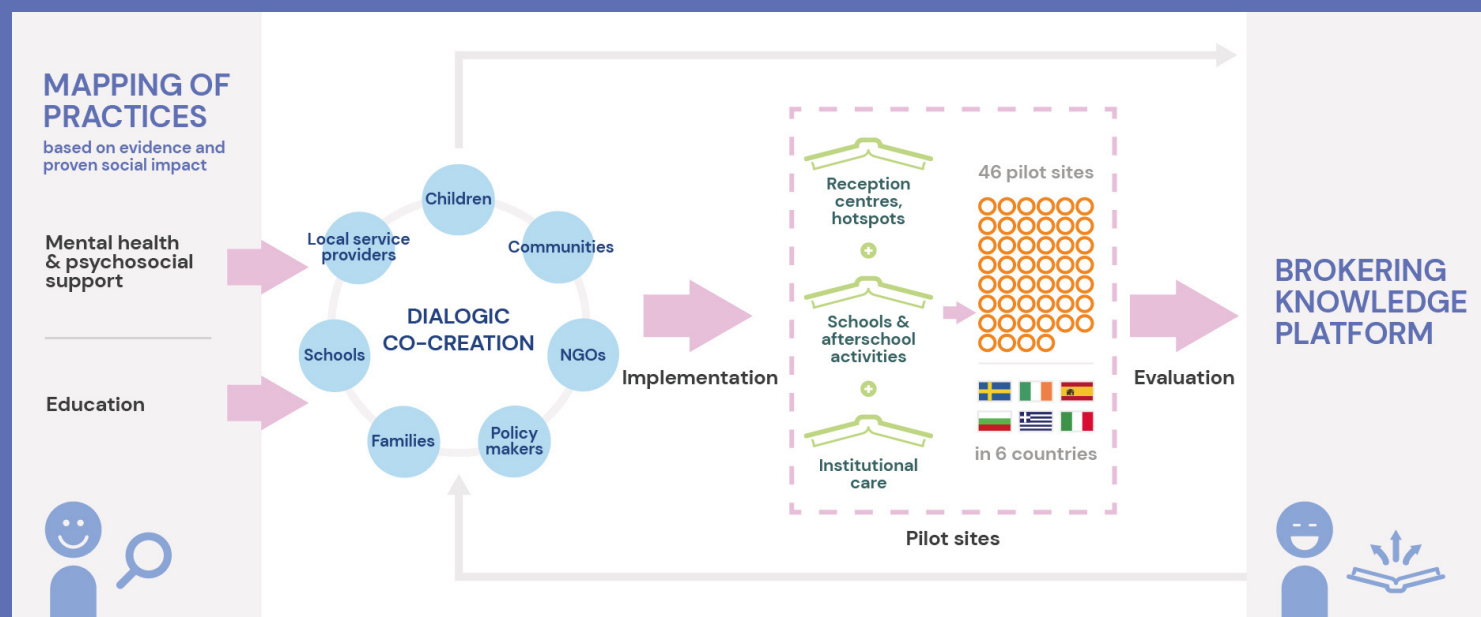 MAPPING OF
PRACTICES
based on evidence and
proven social impact
Mental health
& psychosocial
support
Education
Children
Communities
NGOs
Policy
makers
Families
Schools
Local service
providers
DIALOGIC
CO-CREATION
Implementation
Reception
centres,
hotspots
Schools &
afterschool
activities
Institutional
care
46 pilot sites
in 6 countries
Pilot sites
Evaluation
BROKERING
KNOWLEDGE
PLATFORM